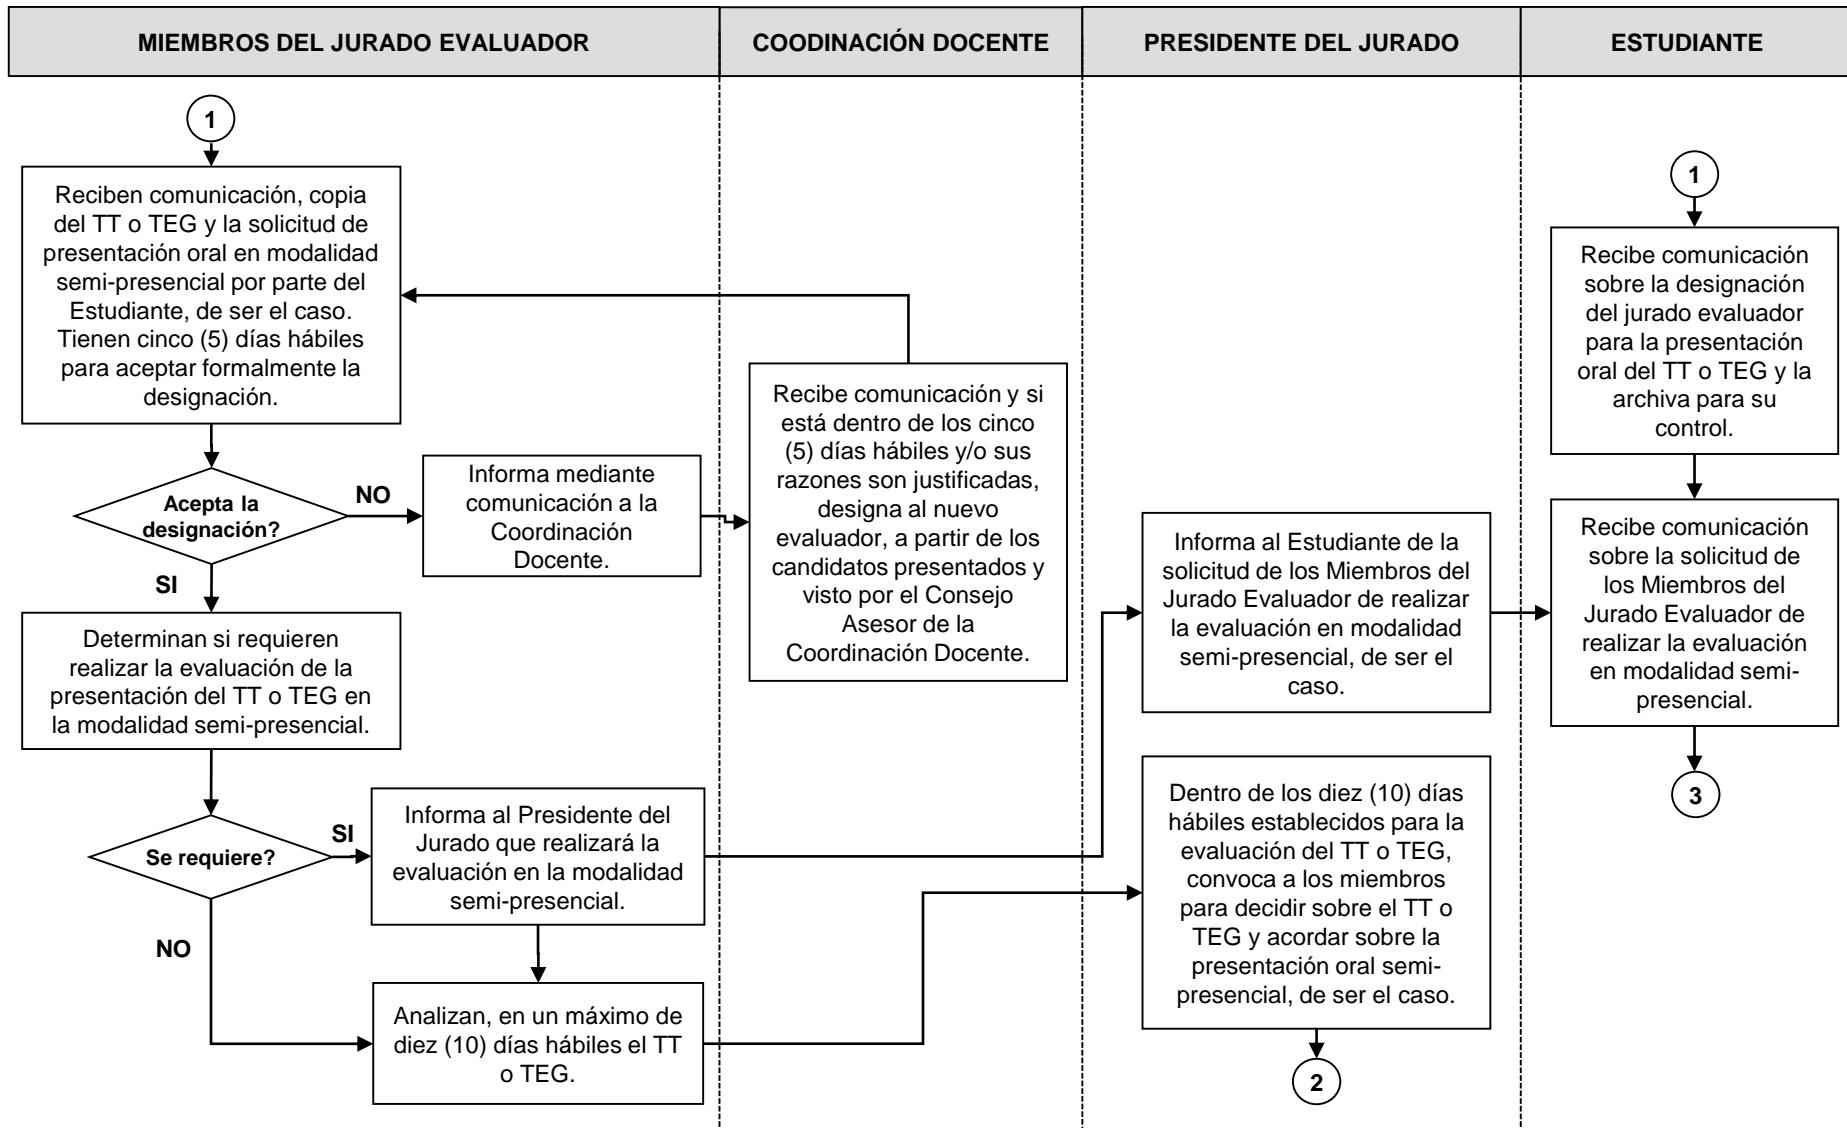 MIEMBROS DEL JURADO EVALUADOR
COODINACIÓN DOCENTE
PRESIDENTE DEL JURADO
ESTUDIANTE
1
Reciben comunicación, copia
del TT o TEG y la solicitud de
presentación oral en modalidad
semi-presencial por parte del
Estudiante, de ser el caso.
Tienen cinco (5) días hábiles
para aceptar formalmente la
designación.
Acepta la
designación?
NO
SI
Informa mediante
comunicación a la
Coordinación
Docente.
Determinan si requieren
realizar la evaluación de la
presentación del TT o TEG en
la modalidad semi-presencial.
Se requiere?
SI
NO
Informa al Presidente del
Jurado que realizará la
evaluación en la modalidad
semi-presencial.
Analizan, en un máximo de
diez (10) días hábiles el TT
o TEG.
Recibe comunicación y si
está dentro de los cinco
(5) días hábiles y/o sus
razones son justificadas,
designa al nuevo
evaluador, a partir de los
candidatos presentados y
visto por el Consejo
Asesor de la
Coordinación Docente.
Informa al Estudiante de la
solicitud de los Miembros del
Jurado Evaluador de realizar
la evaluación en modalidad
semi-presencial, de ser el
caso.
Dentro de los diez (10) días
hábiles establecidos para la
evaluación del TT o TEG,
convoca a los miembros
para decidir sobre el TT o
TEG y acordar sobre la
presentación oral semi-
presencial, de ser el caso.
2
1
Recibe comunicación
sobre la designación
del jurado evaluador
para la presentación
oral del TT o TEG y la
archiva para su
control.
Recibe comunicación
sobre la solicitud de
los Miembros del
Jurado Evaluador de
realizar la evaluación
en modalidad semi-
presencial.
3